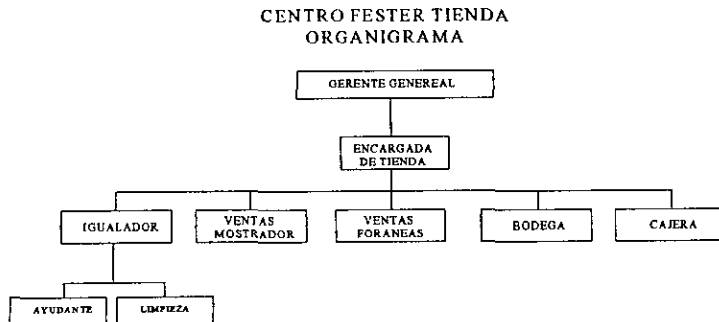 CENTRO FESTER TIENDA
ORGANIGRAMA
GERENTE GENEREAL
ENCARGADA
DE TIENDA
IGUALADOR
VENTAS
MOSTRADOR
VENTAS
FORANEAS
BODEGA
CAJERA
AYUDANTE
LIMPIEZA